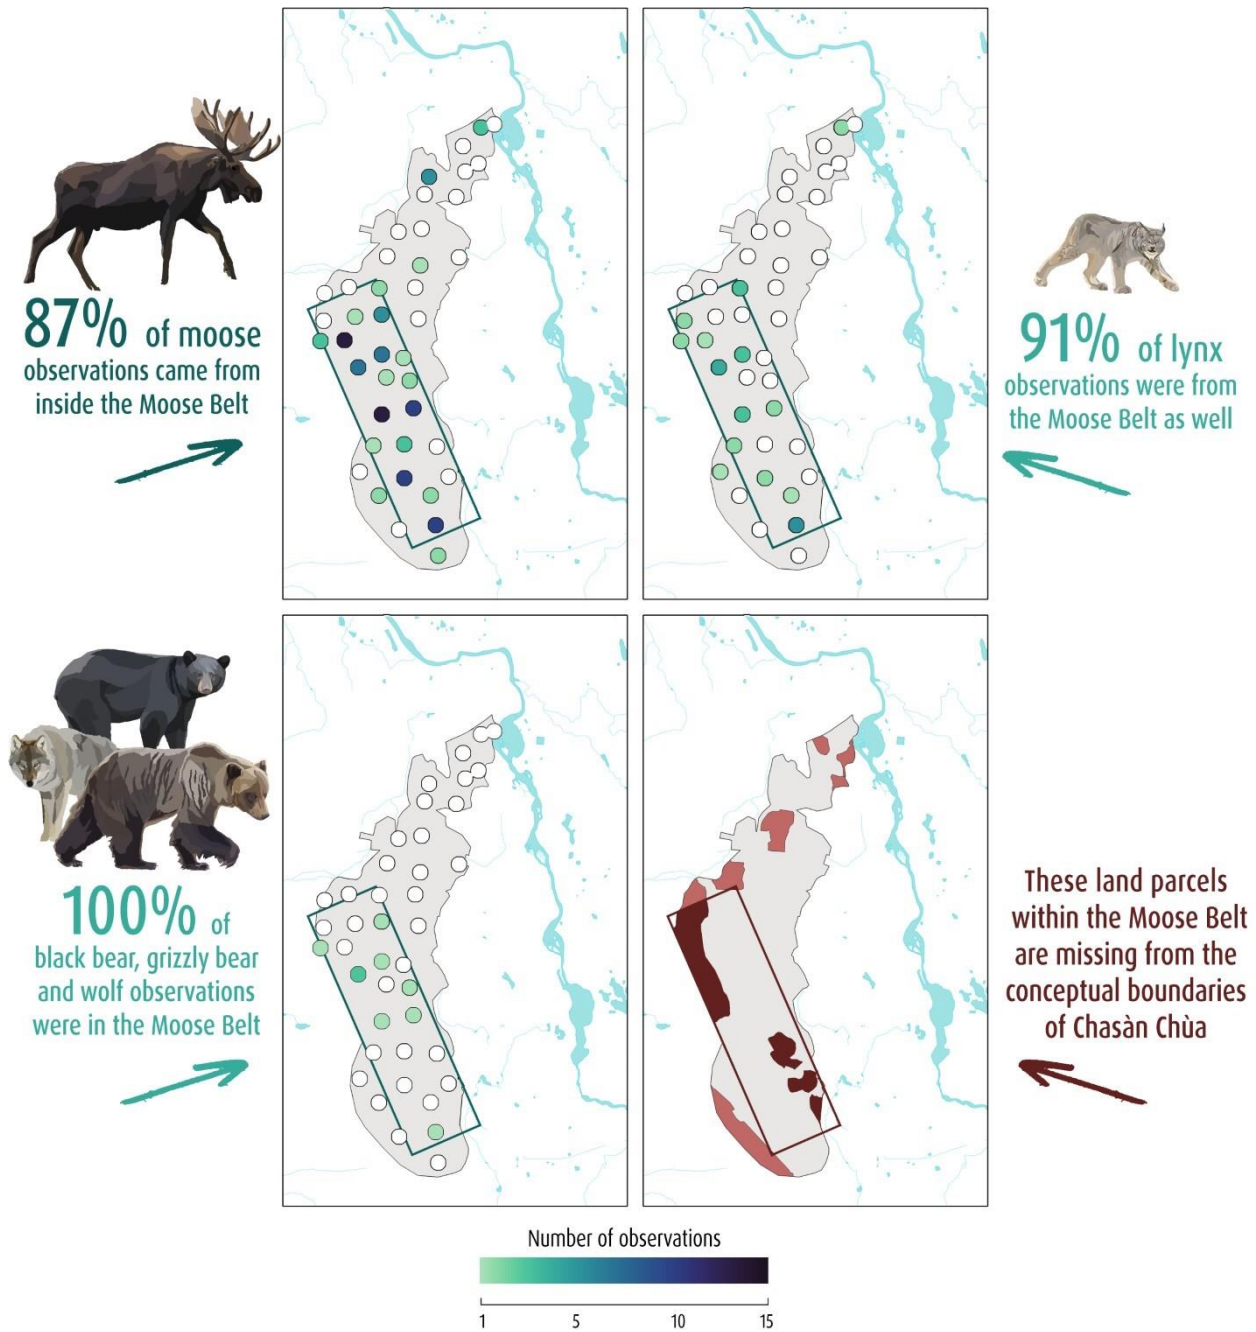 87% of moose
observations came from
inside the Moose Belt
91% of lynx
observations were from
the Moose Belt as well
100% of
black bear, grizzly bear
and wolf observations
were in the Moose Belt
These land parcels
within the Moose Belt
are missing from the
conceptual boundaries
of Chasàn Chùa
Number of observations
1 5 10 15